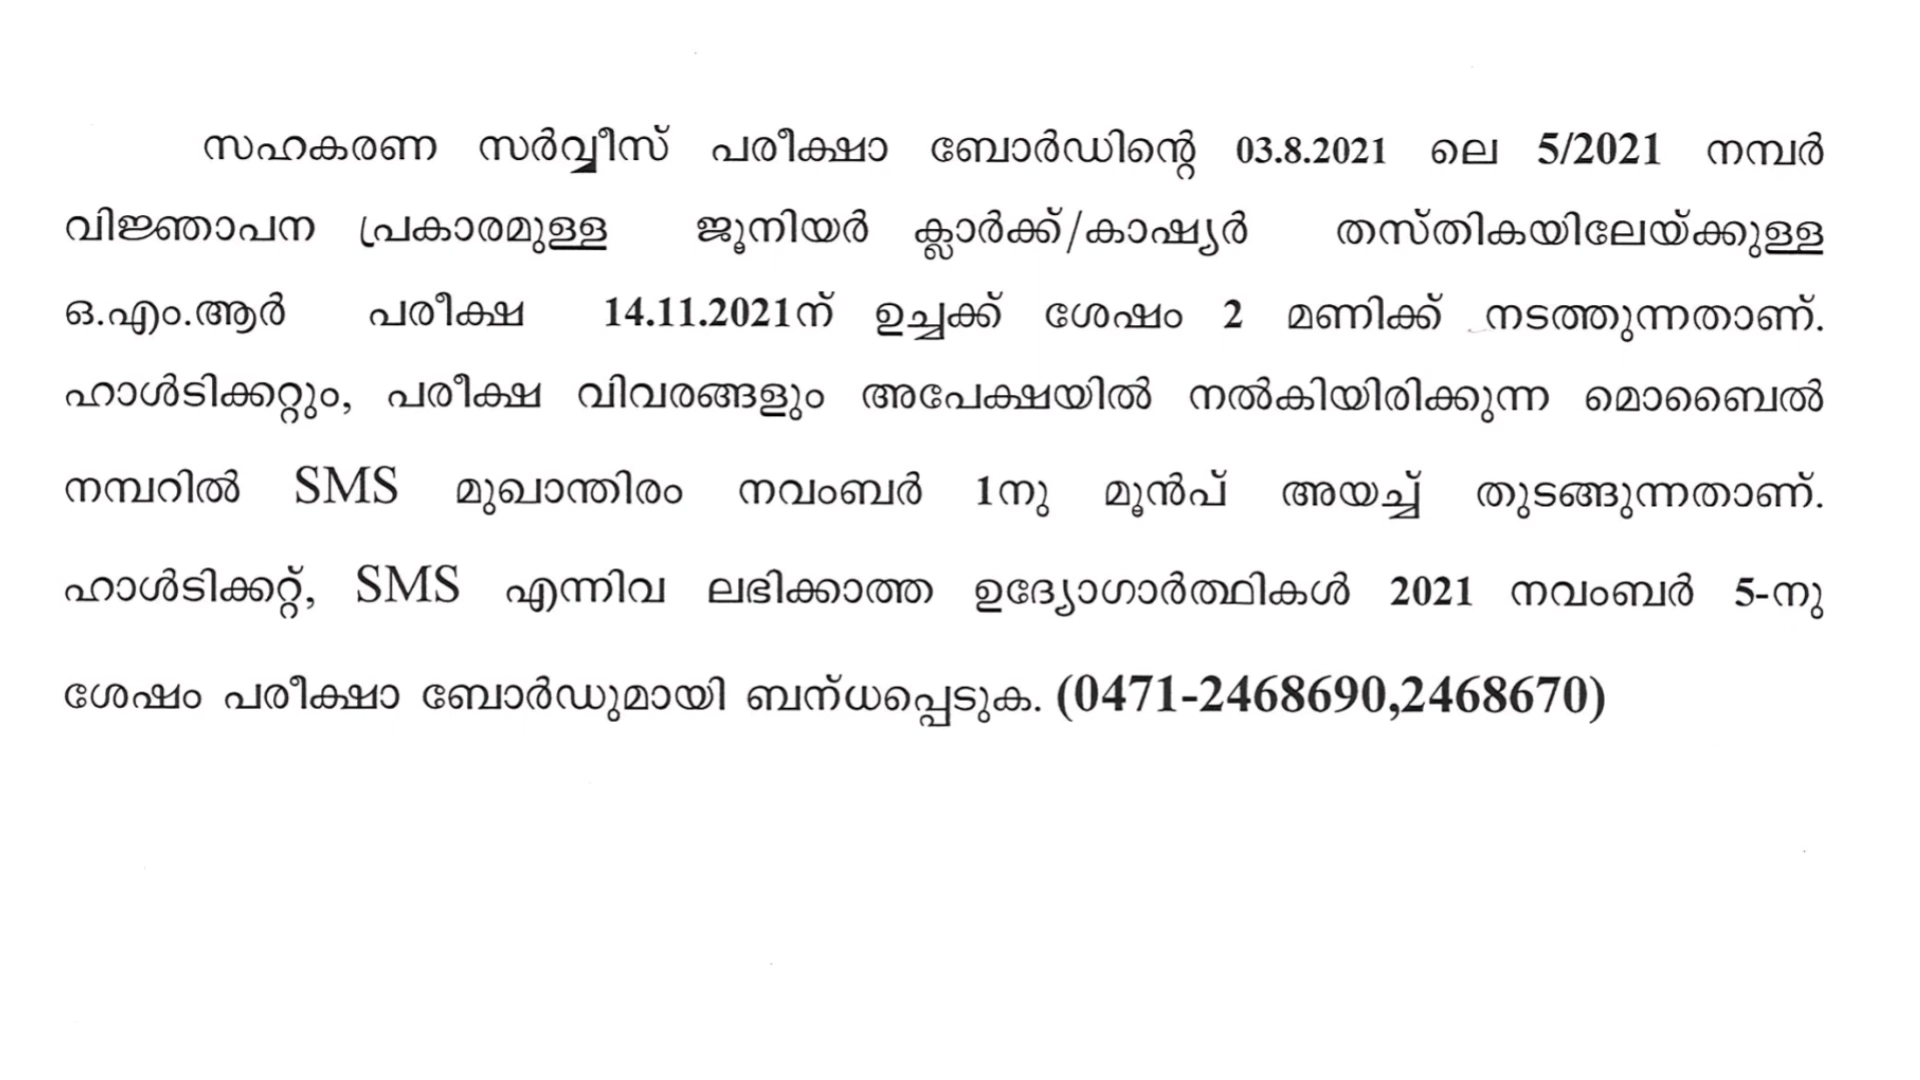 സഹകരണ സർവ്വീസ് പരീക്ഷാ ബോർഡിന്റെ 03.8.2021 ലെ 5/2021 നമ്പർ
വിജ്ഞാപന പ്രകാരമുള്ള ജൂനിയർ ക്ലാർക്ക്/കാഷ്യർ തസ്തികയിലേയ്ക്കുള്ള
ഒ.എം.ആർ പരീക്ഷ 14.11.2021ന് ഉച്ചക്ക് ശേഷം 2 മണിക്ക് നടത്തുന്നതാണ്.
ഹാൾടിക്കറ്റും, പരീക്ഷ വിവരങ്ങളും അപേക്ഷയിൽ നൽകിയിരിക്കുന്ന മൊബൈൽ
നമ്പറിൽ SMS മുഖാന്തിരം നവംബർ 1നു മൂൻപ് അയച്ച് തുടങ്ങുന്നതാണ്.
ഹാൾടിക്കറ്റ്, SMS എന്നിവ ലഭിക്കാത്ത ഉദ്യോഗാർത്ഥികൾ 2021 നവംബർ 5-നു
ശേഷം പരീക്ഷാ ബോർഡുമായി ബന്ധപ്പെടുക. (0471-2468690,2468670)